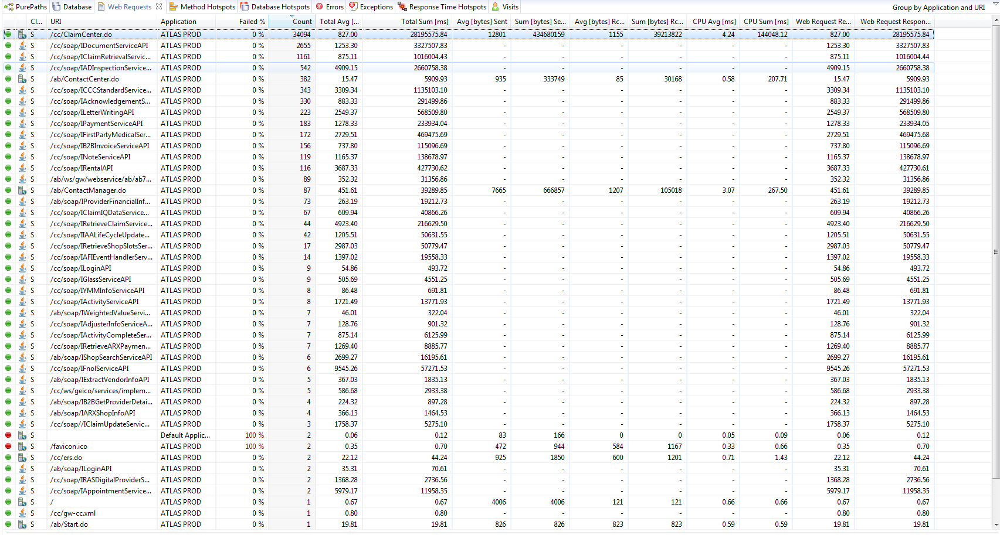 PurePaths Database Web Requests Method Hotspots Database Hotspots Errors Exceptions Response Time Hotspots Visits Group by Application and URI
Cl... URI Application Failed % Count Total Avg [... Total Sum [ms] Avg [bytes] Sent Sum [bytes] Se... Avg [bytes] Rc... Sum [bytes] Rc... CPU Avg [ms] CPU Sum [ms] Web Request Re... Web Request Respon...
S /cc/ClaimCenter.do ATLAS PROD 0 % 34094 827.00 28195575.84 12801 434680159 1155 39213822 4.24 144048.12 827.00 28195575.84
S /cc/soap/IDocumentServiceAPI ATLAS PROD 0 % 2655 1253.30 3327507.83 - - - - - - 1253.30 3327507.83
S /cc/soap/IClaimRetrievalServic... ATLAS PROD 0 % 1161 875.11 1016004.43 - - - - - - 875.11 1016004.44
S /cc/soap/IADInspectionService... ATLAS PROD 0 % 542 4909.15 2660758.38 - - - - - - 4909.15 2660758.38
S /ab/ContactCenter.do ATLAS PROD 0 % 382 15.47 5909.93 935 333749 85 30168 0.58 207.71 15.47 5909.93
S /cc/soap/ICCCStandardService... ATLAS PROD 0 % 343 3309.34 1135103.10 - - - - - - 3309.34 1135103.10
S /cc/soap/IAcknowledgementS... ATLAS PROD 0 % 330 883.33 291499.86 - - - - - - 883.33 291499.86
S /cc/soap/ILetterWritingAPI ATLAS PROD 0 % 223 2549.37 568509.80 - - - - - - 2549.37 568509.80
S /cc/soap/IPaymentServiceAPI ATLAS PROD 0 % 183 1278.33 233934.04 - - - - - - 1278.33 233934.05
S /cc/soap/IFirstPartyMedicalSer... ATLAS PROD 0 % 172 2729.51 469475.69 - - - - - - 2729.51 469475.68
S /cc/soap/IB2BInvoiceServiceAPI ATLAS PROD 0 % 156 737.80 115096.69 - - - - - - 737.80 115096.69
S /cc/soap/INoteServiceAPI ATLAS PROD 0 % 119 1165.37 138678.97 - - - - - - 1165.37 138678.97
S /cc/soap/IRentalAPI ATLAS PROD 0 % 116 3687.33 427730.62 - - - - - - 3687.33 427730.61
S /ab/ws/gw/webservice/ab/ab7... ATLAS PROD 0 % 89 352.32 31356.86 - - - - - - 352.32 31356.86
S /ab/ContactManager.do ATLAS PROD 0 % 87 451.61 39289.85 7665 666857 1207 105018 3.07 267.50 451.61 39289.85
S /ab/soap/IProviderFinancialInf... ATLAS PROD 0 % 73 263.19 19212.73 - - - - - - 263.19 19212.73
S /cc/soap/IClaimIQDataService... ATLAS PROD 0 % 67 609.94 40866.26 - - - - - - 609.94 40866.26
S /cc/soap/IRetrieveClaimService... ATLAS PROD 0 % 44 4923.40 216629.50 - - - - - - 4923.40 216629.50
S /cc/soap/IIAALifeCycleUpdate... ATLAS PROD 0 % 42 1205.51 50631.55 - - - - - - 1205.51 50631.55
S /cc/soap/IRetrieveShopSlotsSer... ATLAS PROD 0 % 17 2987.03 50779.47 - - - - - - 2987.03 50779.47
S /cc/soap/IAFIEventHandlerServ... ATLAS PROD 0 % 14 1397.02 19558.33 - - - - - - 1397.02 19558.33
S /cc/soap/ILoginAPI ATLAS PROD 0 % 9 54.86 493.72 - - - - - - 54.86 493.72
S /cc/soap/IGlassServiceAPI ATLAS PROD 0 % 9 505.69 4551.25 - - - - - - 505.69 4551.25
S /cc/soap/IYMMInfoServiceAPI ATLAS PROD 0 % 8 86.48 691.81 - - - - - - 86.48 691.81
S /cc/soap/IActivityServiceAPI ATLAS PROD 0 % 8 1721.49 13771.93 - - - - - - 1721.49 13771.93
S /ab/soap/IWeightedValueServi... ATLAS PROD 0 % 7 46.01 322.04 - - - - - - 46.01 322.04
S /cc/soap/IAdjusterInfoServiceA... ATLAS PROD 0 % 7 128.76 901.32 - - - - - - 128.76 901.32
S /cc/soap/IActivityCompleteSer... ATLAS PROD 0 % 7 875.14 6125.99 - - - - - - 875.14 6125.99
S /cc/soap/IRetrieveARXPaymen... ATLAS PROD 0 % 7 1269.40 8885.77 - - - - - - 1269.40 8885.77
S /ab/soap/IShopSearchServiceAPI ATLAS PROD 0 % 6 2699.27 16195.61 - - - - - - 2699.27 16195.61
S /cc/soap/IFnolServiceAPI ATLAS PROD 0 % 6 9545.26 57271.53 - - - - - - 9545.26 57271.53
S /ab/soap/IExtractVendorInfoAPI ATLAS PROD 0 % 5 367.03 1835.13 - - - - - - 367.03 1835.13
S /cc/ws/geico/services/implem... ATLAS PROD 0 % 5 586.68 2933.38 - - - - - - 586.68 2933.38
S /ab/soap/IB2BGetProviderDetai... ATLAS PROD 0 % 4 224.32 897.28 - - - - - - 224.32 897.28
S /ab/soap/IARXShopInfoAPI ATLAS PROD 0 % 4 366.13 1464.53 - - - - - - 366.13 1464.53
S /cc/soap//IClaimUpdateServic... ATLAS PROD 0 % 3 1758.37 5275.10 - - - - - - 1758.37 5275.10
S Default Applic... 100 % 2 0.06 0.12 83 166 0 0 0.05 0.09 0.06 0.12
S /favicon.ico ATLAS PROD 100 % 2 0.35 0.70 472 944 584 1167 0.33 0.66 0.35 0.70
S /cc/ers.do ATLAS PROD 0 % 2 22.12 44.24 925 1850 600 1201 0.71 1.43 22.12 44.24
S /ab/soap/ILoginAPI ATLAS PROD 0 % 2 35.31 70.61 - - - - - - 35.31 70.61
S /cc/soap/IRASDigitalProviderS... ATLAS PROD 0 % 2 1368.28 2736.56 - - - - - - 1368.28 2736.56
S /cc/soap/IAppointmentService... ATLAS PROD 0 % 2 5979.17 11958.35 - - - - - - 5979.17 11958.35
S / ATLAS PROD 0 % 1 0.67 0.67 4006 4006 121 121 0.66 0.66 0.67 0.67
S /cc/gw-cc.xml ATLAS PROD 0 % 1 0.80 0.80 - - - - - - 0.80 0.80
S /ab/Start.do ATLAS PROD 0 % 1 19.81 19.81 826 826 823 823 0.59 0.59 19.81 19.81